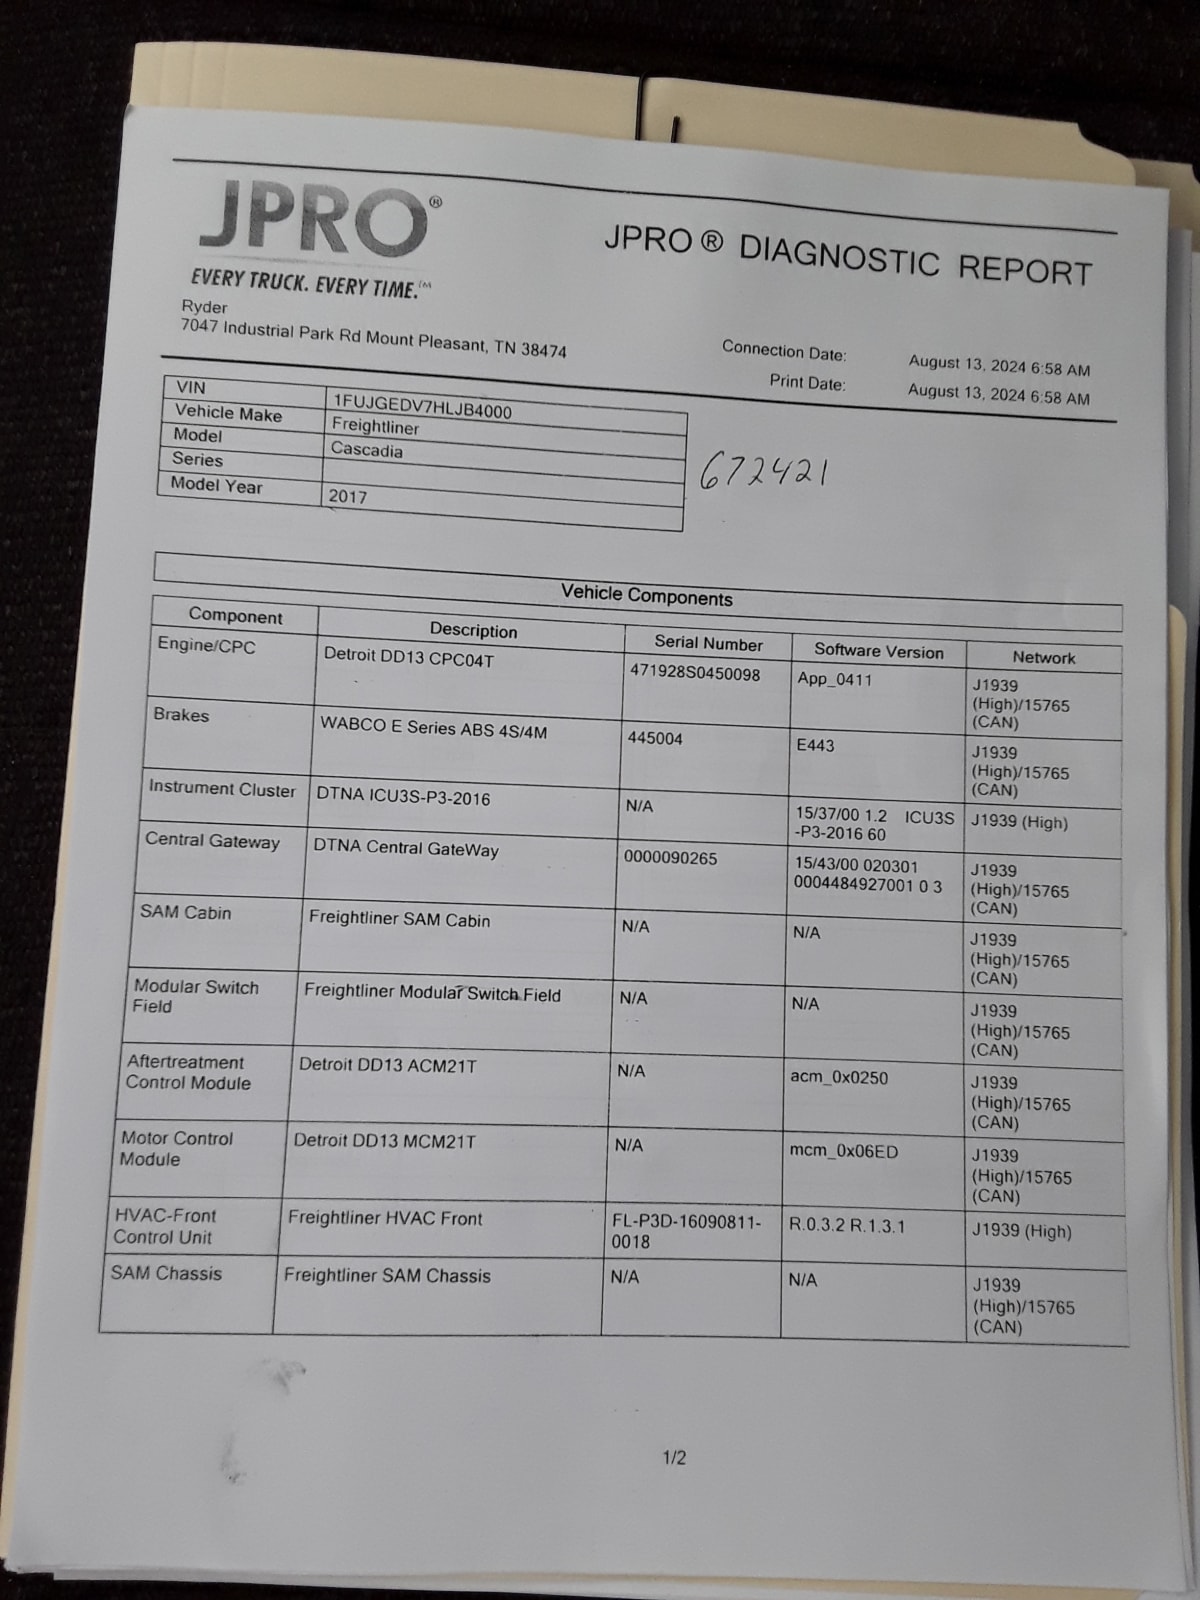 JPRO®
JPRO® DIAGNOSTIC REPORT
EVERY TRUCK. EVERY TIME.™
Ryder
7047 Industrial Park Rd Mount Pleasant, TN 38474
Connection Date: August 13, 2024 6:58 AM
Print Date: August 13, 2024 6:58 AM
VIN 1FUJGEDV7HLJB4000
Vehicle Make Freightliner
Model Cascadia
Series
Model Year 2017
672421
Vehicle Components
Component Description Serial Number Software Version Network
Engine/CPC Detroit DD13 CPC04T 471928S0450098 App_0411 J1939
(High)/15765
(CAN)
Brakes WABCO E Series ABS 4S/4M 445004 E443 J1939
(High)/15765
(CAN)
Instrument Cluster DTNA ICU3S-P3-2016 N/A 15/37/00 1.2 ICU3S J1939 (High)
-P3-2016 60
Central Gateway DTNA Central GateWay 0000090265 15/43/00 020301 J1939
0004484927001 0 3 (High)/15765
(CAN)
SAM Cabin Freightliner SAM Cabin N/A N/A J1939
(High)/15765
(CAN)
Modular Switch Freightliner Modular Switch Field N/A N/A J1939
Field (High)/15765
(CAN)
Aftertreatment Detroit DD13 ACM21T N/A acm_0x0250 J1939
Control Module (High)/15765
(CAN)
Motor Control Detroit DD13 MCM21T N/A mcm_0x06ED J1939
Module (High)/15765
(CAN)
HVAC-Front Freightliner HVAC Front FL-P3D-16090811- R.0.3.2 R.1.3.1 J1939 (High)
Control Unit 0018
SAM Chassis Freightliner SAM Chassis N/A N/A J1939
(High)/15765
(CAN)
1/2